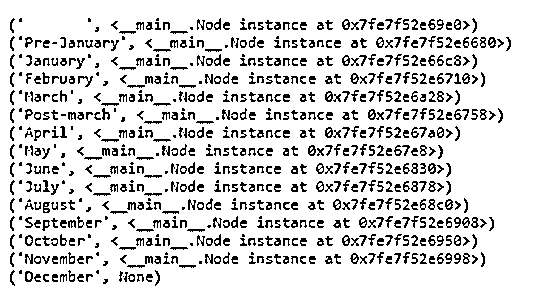 ('       ', <__main__.Node instance at 0x7fe7f52e69e0>)
('Pre-January', <__main__.Node instance at 0x7fe7f52e6680>)
('January', <__main__.Node instance at 0x7fe7f52e66c8>)
('February', <__main__.Node instance at 0x7fe7f52e6710>)
('March', <__main__.Node instance at 0x7fe7f52e6a28>)
('Post-march', <__main__.Node instance at 0x7fe7f52e6758>)
('April', <__main__.Node instance at 0x7fe7f52e67a0>)
('May', <__main__.Node instance at 0x7fe7f52e67e8>)
('June', <__main__.Node instance at 0x7fe7f52e6830>)
('July', <__main__.Node instance at 0x7fe7f52e6878>)
('August', <__main__.Node instance at 0x7fe7f52e68c0>)
('September', <__main__.Node instance at 0x7fe7f52e6908>)
('October', <__main__.Node instance at 0x7fe7f52e6950>)
('November', <__main__.Node instance at 0x7fe7f52e6998>)
('December', None)